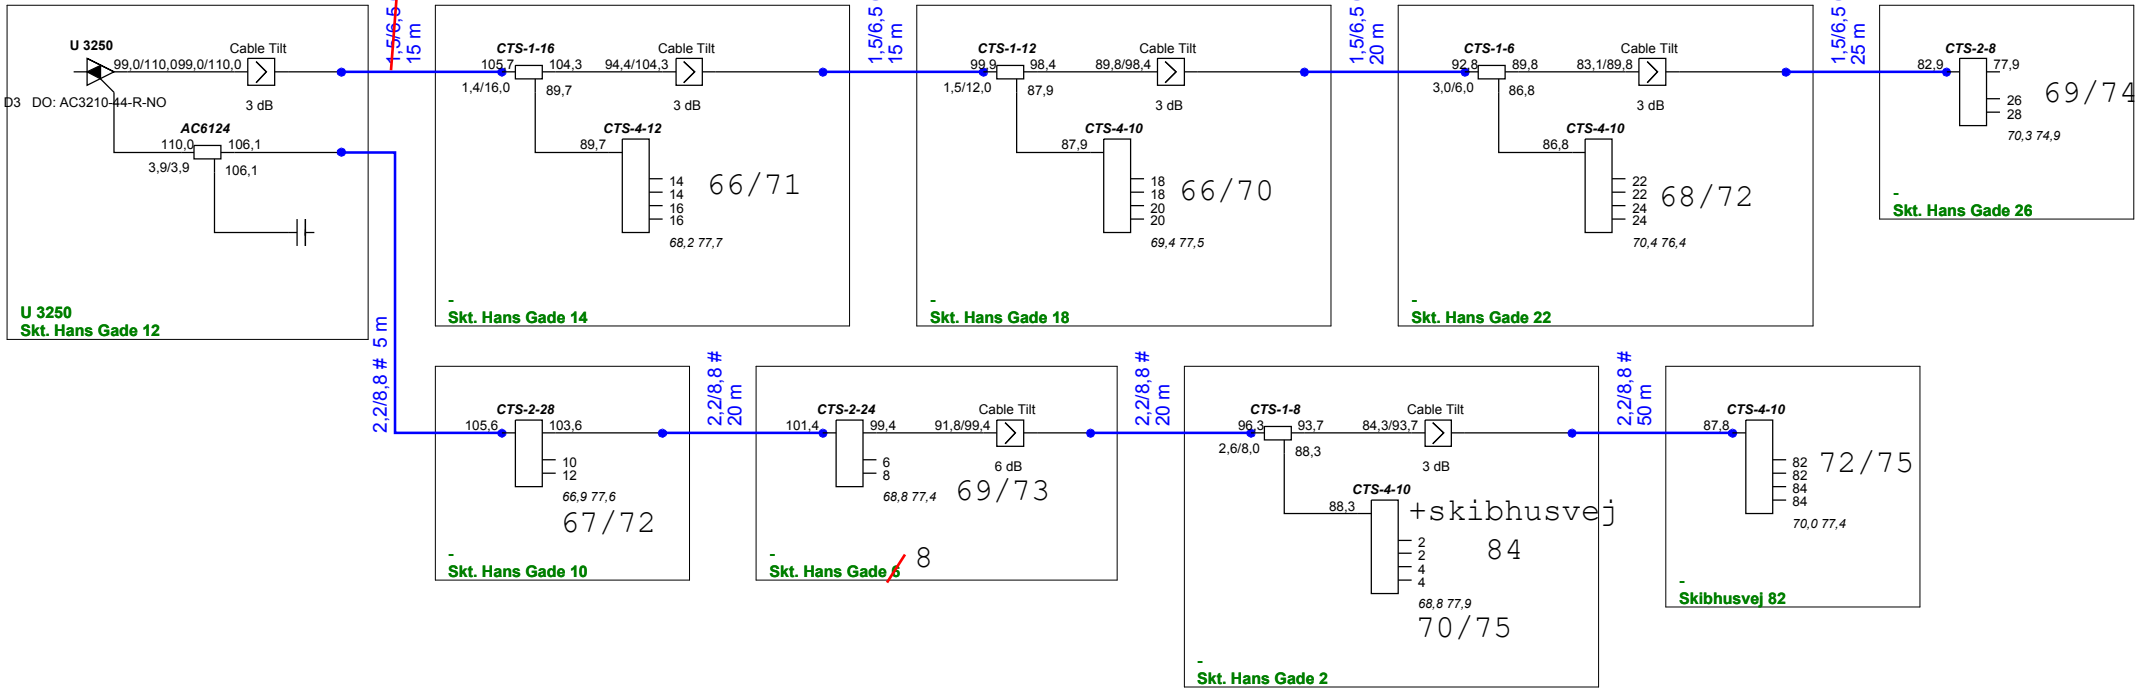 U 3250
99,0/110,099,0/110,0
Cable Tilt
3 dB
D3 DO: AC3210-44-R-NO
AC6124
110,0
106,1
3,9/3,9
106,1
U 3250
Skt. Hans Gade 12
15 m
CTS-1-16
105,7
104,3
1,4/16,0
89,7
94,4/104,3
Cable Tilt
3 dB
CTS-4-12
89,7
14
14
16
16
66/71
68,2 77,7
-
Skt. Hans Gade 14
1,5/6,5
15 m
CTS-1-12
99,9
98,4
1,5/12,0
87,9
89,8/98,4
Cable Tilt
3 dB
CTS-4-10
87,9
18
18
20
20
66/70
69,4 77,5
-
Skt. Hans Gade 18
1,5/6,5
20 m
CTS-1-6
92,8
89,8
3,0/6,0
86,8
83,1/89,8
Cable Tilt
3 dB
CTS-4-10
86,8
22
22
24
24
68/72
70,4 76,4
-
Skt. Hans Gade 22
1,5/6,5
25 m
CTS-2-8
82,9
77,9
26
28
69/74
70,3 74,9
-
Skt. Hans Gade 26
2,2/8,8 # 5 m
CTS-2-28
105,6
103,6
10
12
66,9 77,6
67/72
-
Skt. Hans Gade 10
2,2/8,8 #
20 m
CTS-2-24
101,4
99,4
91,8/99,4
Cable Tilt
6 dB
6
8
68,8 77,4
69/73
-
Skt. Hans Gade 6
8
2,2/8,8 #
20 m
CTS-1-8
96,3
93,7
2,6/8,0
88,3
84,3/93,7
Cable Tilt
3 dB
CTS-4-10
88,3
+skibhusvej
84
2
2
4
4
68,8 77,9
70/75
-
Skt. Hans Gade 2
2,2/8,8 #
50 m
CTS-4-10
87,8
82
82
84
84
72/75
70,0 77,4
-
Skibhusvej 82